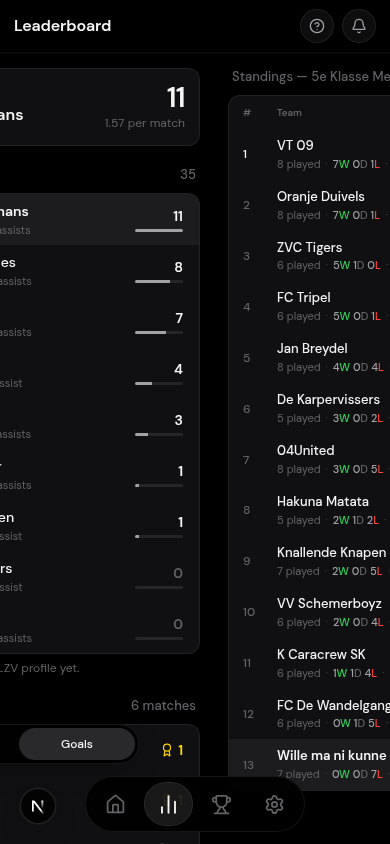 Leaderboard
11
ans
1.57 per match
35
mans
11
assists
es
8
assists
7
assists
4
assist
3
assists
1
assists
en
1
assists
rs
0
assists
0
assists
LZV profile yet.
6 matches
Goals
1
N
Standings — 5e Klasse Me
# Team
1 VT 09
8 played · 7W 0D 1L
2 Oranje Duivels
8 played · 7W 0D 1L
3 ZVC Tigers
6 played · 5W 1D 0L
4 FC Tripel
6 played · 5W 0D 1L
5 Jan Breydel
8 played · 4W 0D 4L
6 De Karpervissers
5 played · 3W 0D 2L
7 04United
8 played · 3W 0D 5L
8 Hakuna Matata
5 played · 2W 1D 2L
9 Knallende Knapen
7 played · 2W 0D 5L
10 VV Schemerboyz
6 played · 2W 0D 4L
11 K Caracrew SK
6 played · 1W 1D 4L
12 FC De Wandelgang
6 played · 0W 1D 5L
13 Wille ma ni kunne
7 played · 0W 0D 7L